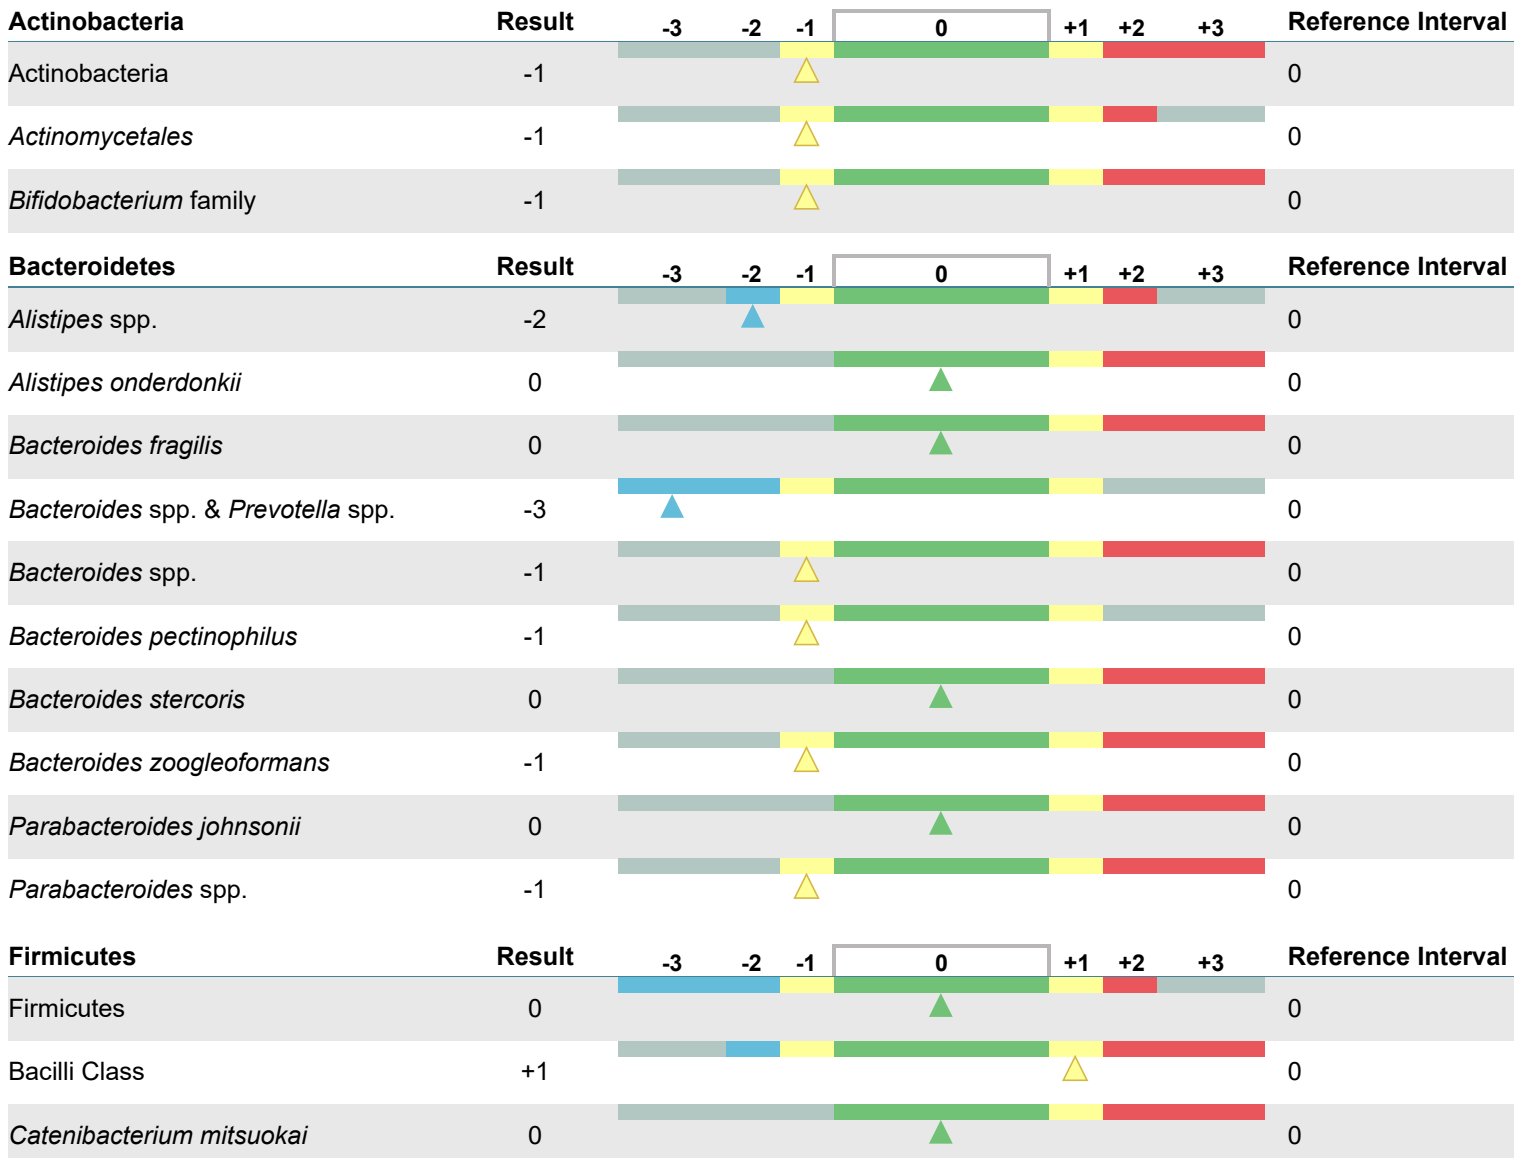 Actinobacteria Result -3 -2 -1 0 +1 +2 +3 Reference Interval
Actinobacteria -1 0
Actinomycetales -1 0
Bifidobacterium family -1 0
Bacteroidetes Result -3 -2 -1 0 +1 +2 +3 Reference Interval
Alistipes spp. -2 0
Alistipes onderdonkii 0 0
Bacteroides fragilis 0 0
Bacteroides spp. & Prevotella spp. -3 0
Bacteroides spp. -1 0
Bacteroides pectinophilus -1 0
Bacteroides stercoris 0 0
Bacteroides zoogleoformans -1 0
Parabacteroides johnsonii 0 0
Parabacteroides spp. -1 0
Firmicutes Result -3 -2 -1 0 +1 +2 +3 Reference Interval
Firmicutes 0 0
Bacilli Class +1 0
Catenibacterium mitsuokai 0 0